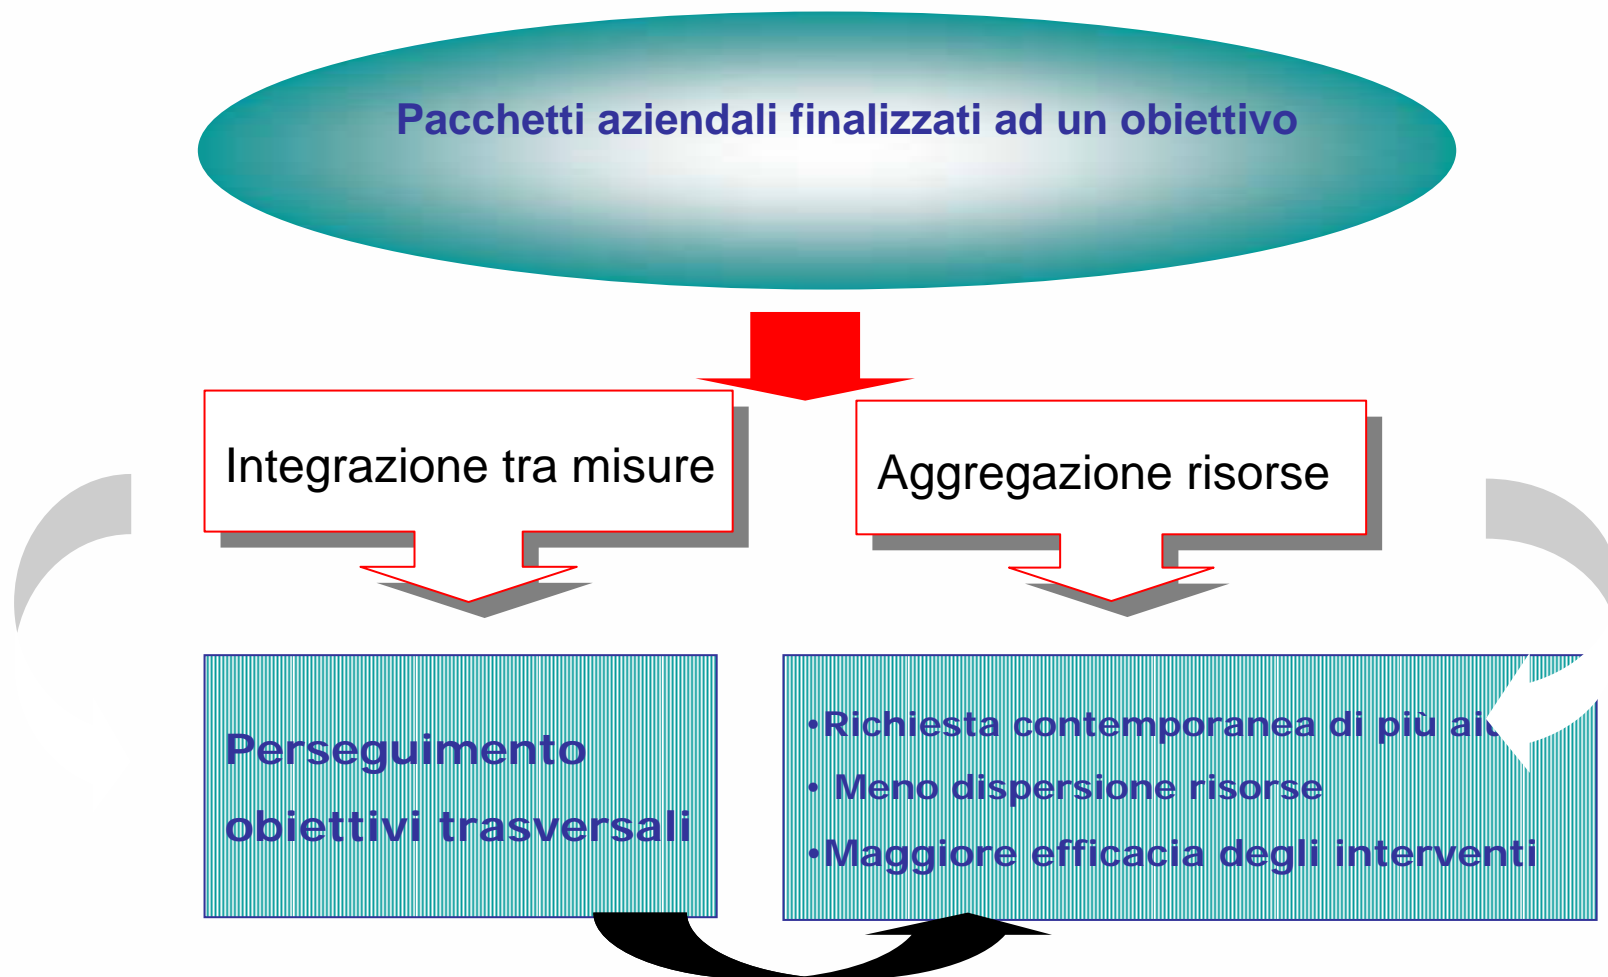 Pacchetti aziendali finalizzati ad un obiettivo
Integrazione tra misure
Aggregazione risorse
Perseguimento
obiettivi trasversali
•Richiesta contemporanea di più
• Meno dispersione risorse
•Maggiore efficacia degli interventi